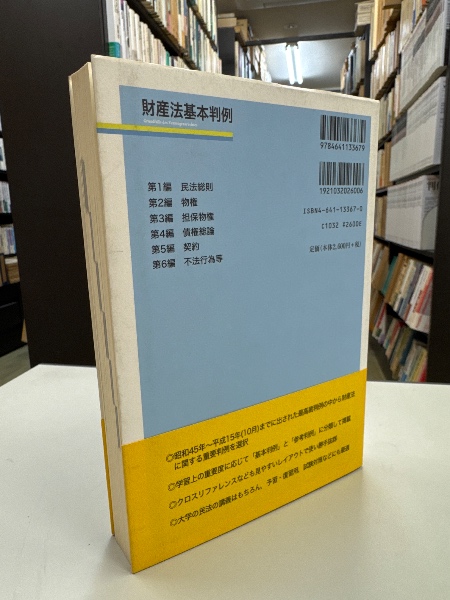 財産法基本判例
9784641133679
1921032026006
ISBN4-641-13367-0
C1032 ¥2600E
定価(本体2,600円+税)
第1編 民法総則
第2編 物権
第3編 担保物権
第4編 債権総論
第5編 契約
第6編 不法行為等
◎昭和45年~平成15年(10月)までに出された最高裁判例の中から財産法
に関する重要判例を選択
◎学習上の重要度に応じて「基本判例」と「参考判例」に分類して掲載
◎クロスリファレンスなども見やすいレイアウトで使い勝手抜群
◎大学の民法の講義はもちろん、予習・復習用、試験対策などにも最適